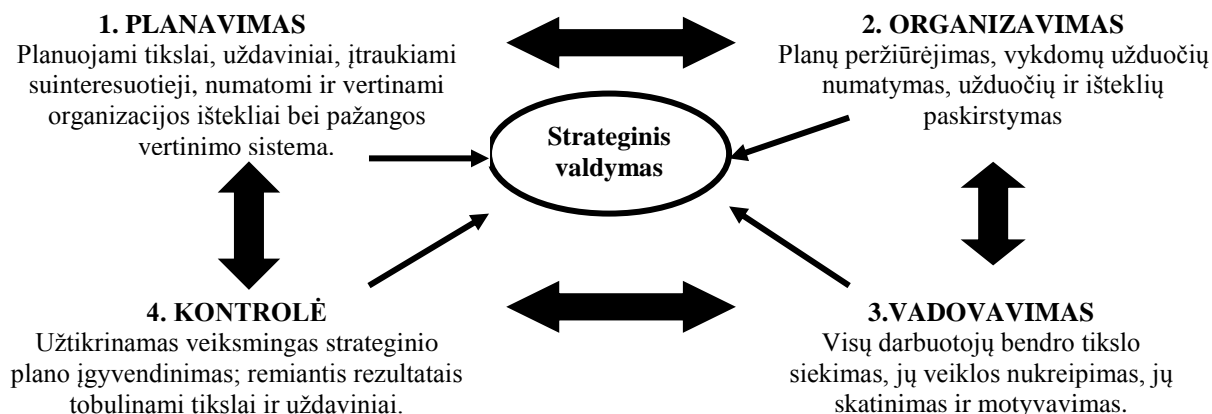 1. PLANAVIMAS
Planuojami tikslai, uždaviniai, įtraukiami
suinteresuotieji, numatomi ir vertinami
organizacijos ištekliai bei pažangos
vertinimo sistema.
2. ORGANIZAVIMAS
Planų peržiūrėjimas, vykdomų užduočių
numatymas, užduočių ir išteklių
paskirstymas
Strateginis
valdymas
4. KONTROLĖ
Užtikrinamas veiksmingas strateginio
plano įgyvendinimas; remiantis rezultatais
tobulinami tikslai ir uždaviniai.
3.VADOVAVIMAS
Visų darbuotojų bendro tikslo
siekimas, jų veiklos nukreipimas, jų
skatinimas ir motyvavimas.